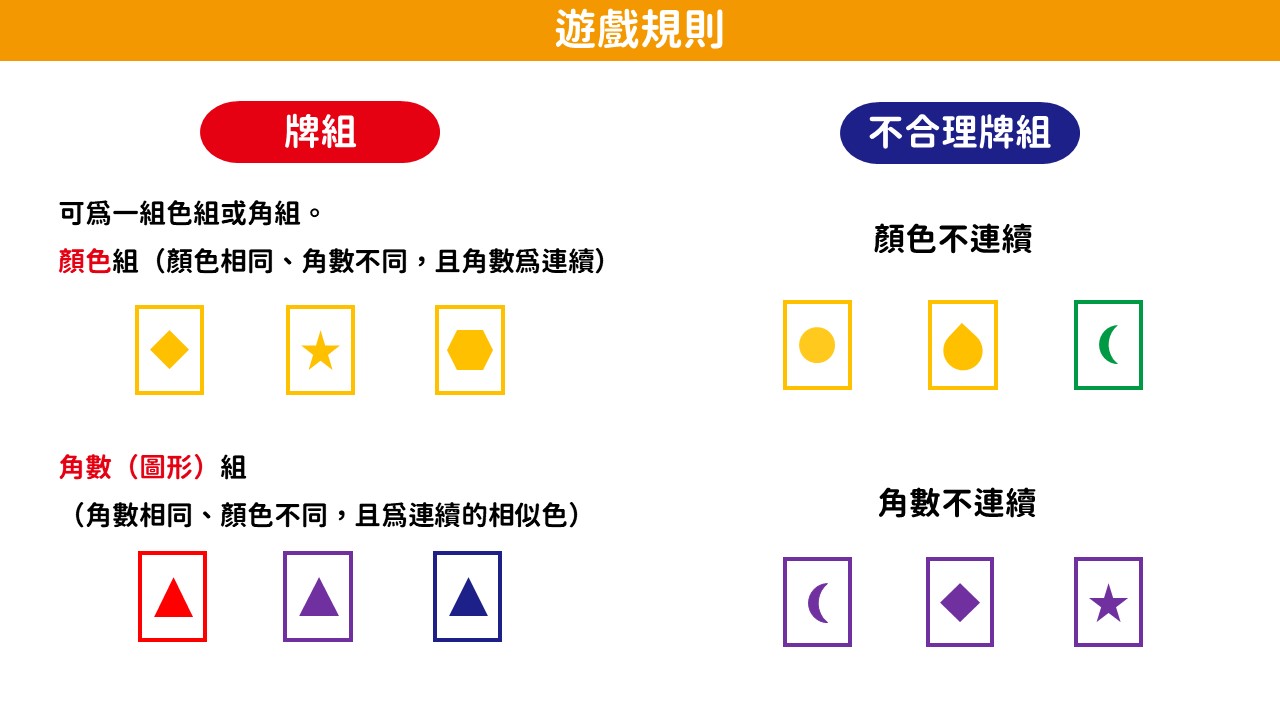 遊戲規則
牌組
可爲一組色組或角組。
顏色組（顏色相同、角數不同，且角數爲連續）
角數（圖形）組
（角數相同、顏色不同，且爲連續的相似色）
不合理牌組
顏色不連續
角數不連續